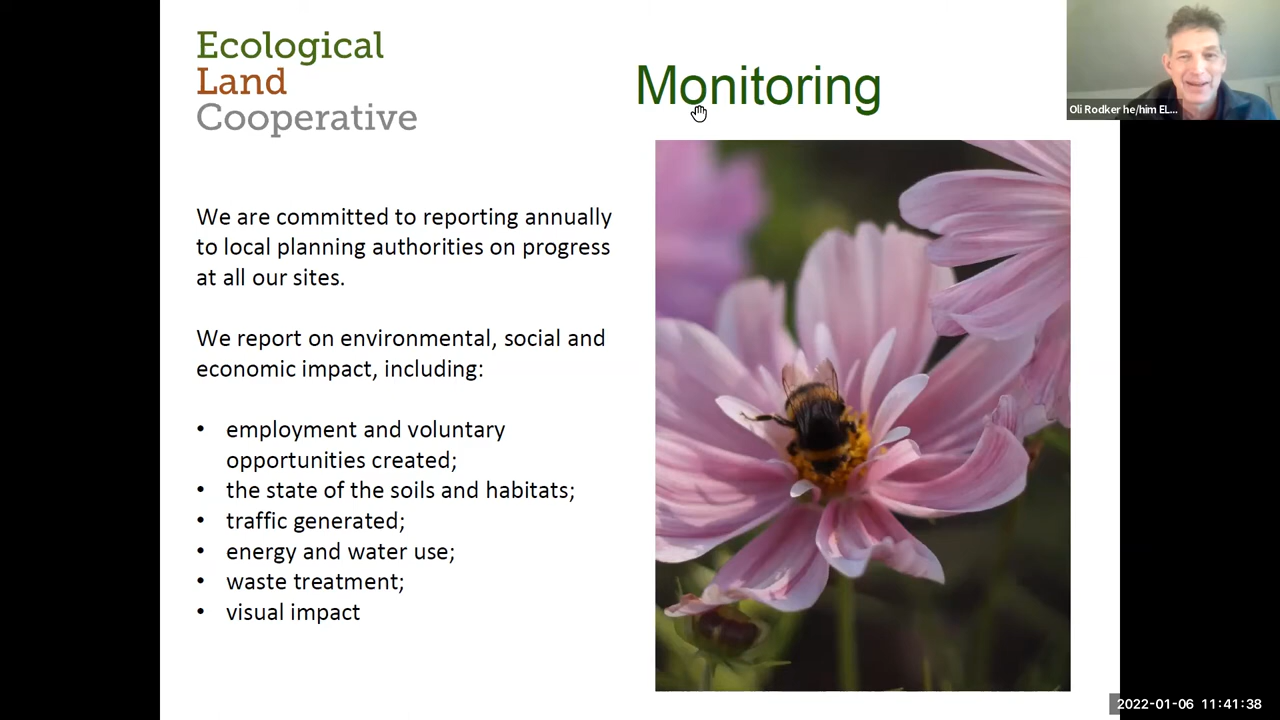 Ecological
Land
Cooperative
Monitoring
Oli Rodker he/him EL...
We are committed to reporting annually
to local planning authorities on progress
at all our sites.
We report on environmental, social and
economic impact, including:
• employment and voluntary
opportunities created;
• the state of the soils and habitats;
• traffic generated;
• energy and water use;
• waste treatment;
• visual impact
2022-01-06 11:41:38